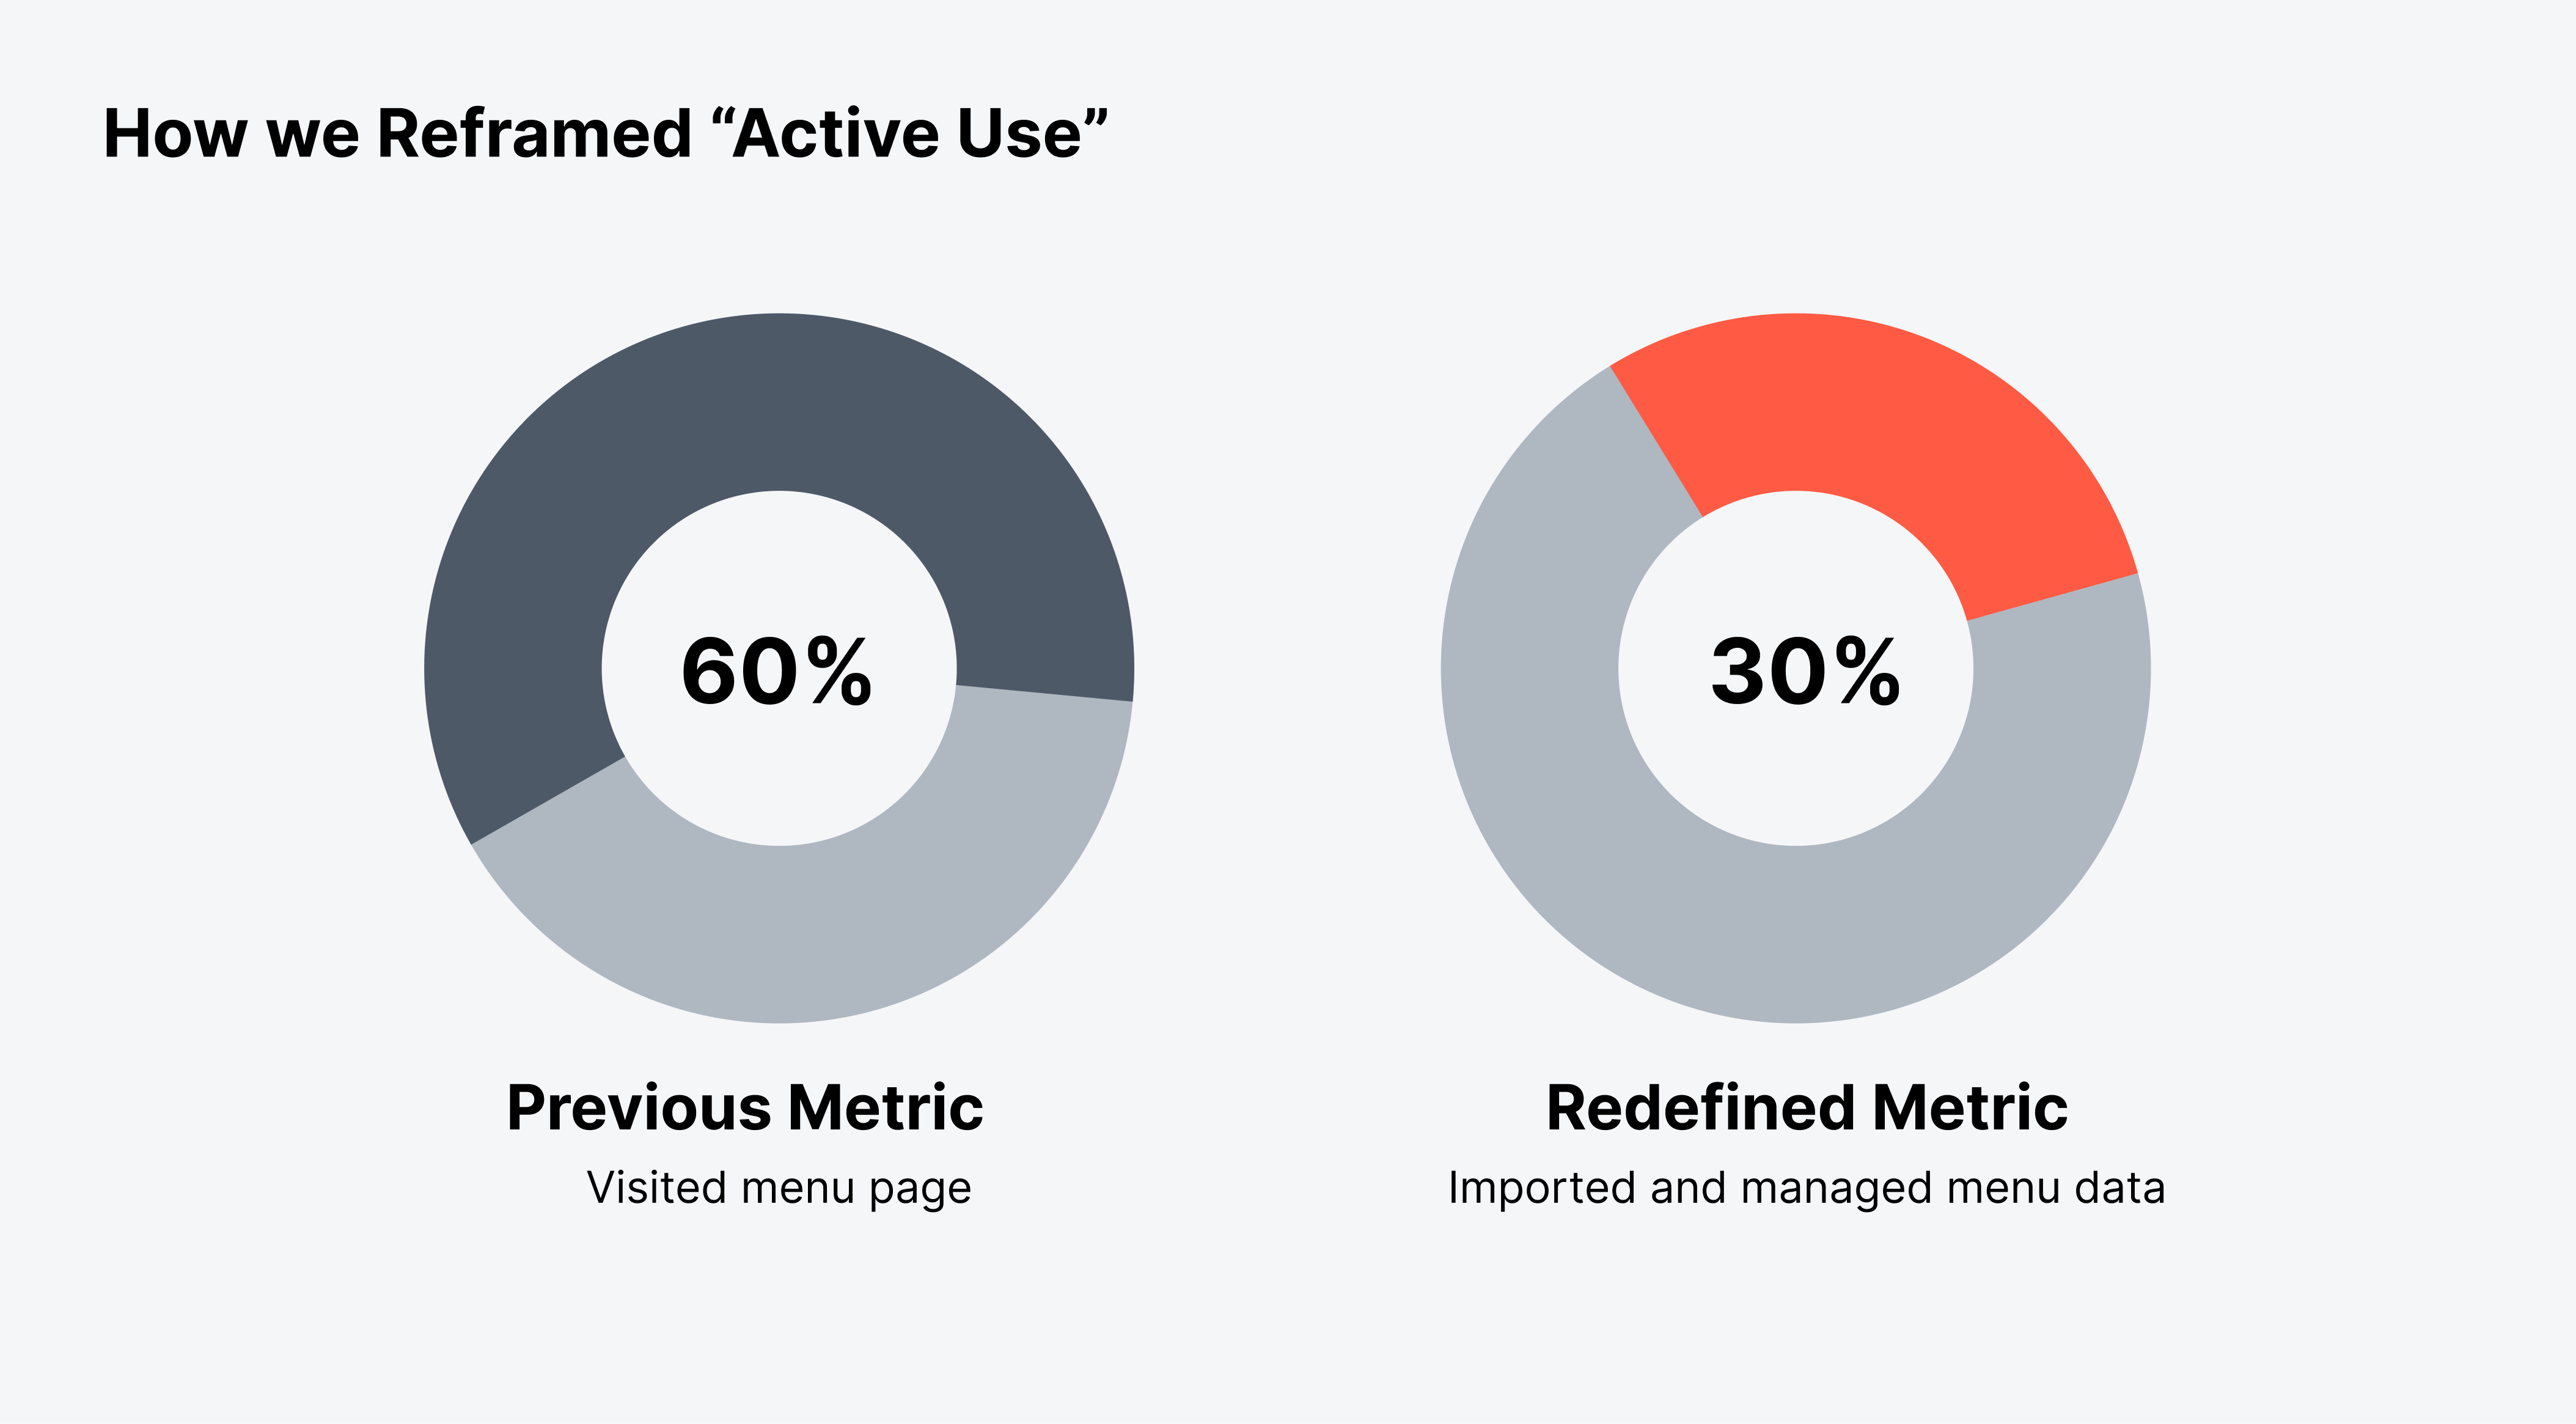 How we Reframed “Active Use”
60%
30%
Previous Metric
Redefined Metric
Visited menu page
Imported and managed menu data